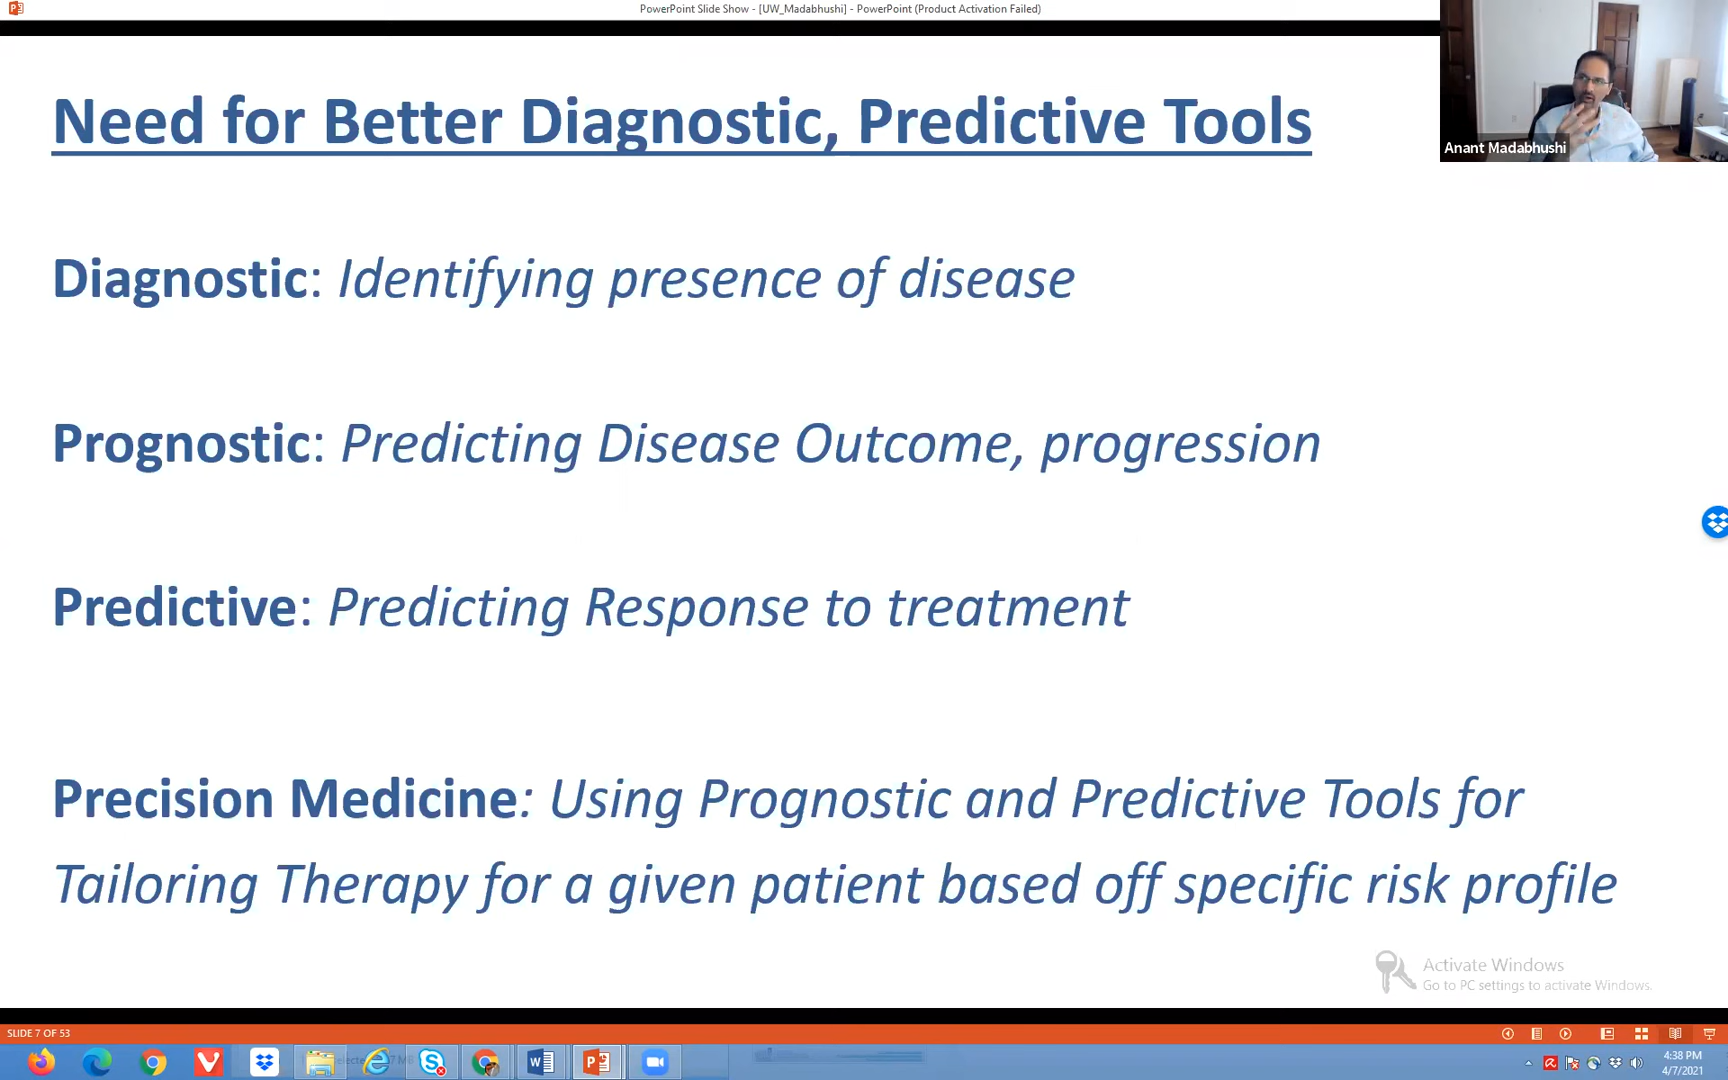 PowerPoint Slide Show - [UW_Madabhushi] - PowerPoint (Product Activation Failed)
Need for Better Diagnostic, Predictive Tools
Anant Madabhushi
Diagnostic: Identifying presence of disease
Prognostic: Predicting Disease Outcome, progression
Predictive: Predicting Response to treatment
Precision Medicine: Using Prognostic and Predictive Tools for
Tailoring Therapy for a given patient based off specific risk profile
Activate Windows
Go to PC settings to activate Windows.
SLIDE 7 OF 53
4:38 PM
4/7/2021